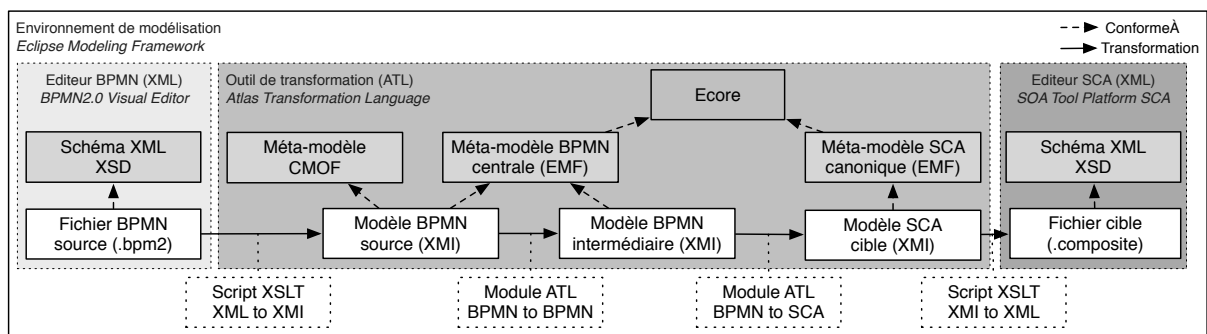 Environnement de modélisation
Eclipse Modeling Framework
ConformeÀ
Transformation
Editeur BPMN (XML)
BPMN2.0 Visual Editor
Outil de transformation (ATL)
Atlas Transformation Language
Ecore
Editeur SCA (XML)
SOA Tool Platform SCA
Schéma XML
XSD
Méta-modèle
CMOF
Méta-modèle BPMN
centrale (EMF)
Méta-modèle SCA
canonique (EMF)
Schéma XML
XSD
Fichier BPMN
source (.bpm2)
Modèle BPMN
source (XMI)
Modèle BPMN
intermédiaire (XMI)
Modèle SCA
cible (XMI)
Fichier cible
(.composite)
Script XSLT
XML to XMI
Module ATL
BPMN to BPMN
Module ATL
BPMN to SCA
Script XSLT
XMI to XML